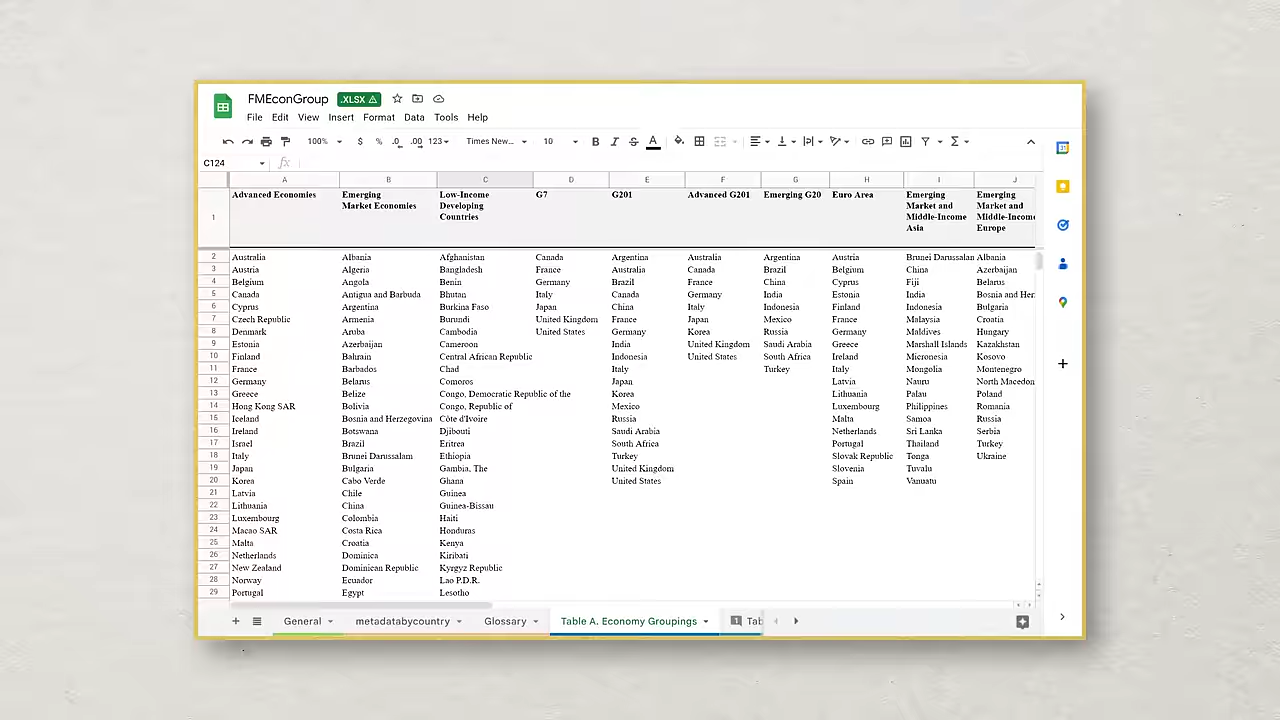 FMEconGroup .XLSX
File Edit View Insert Format Data Tools Help
100% $ % .0 .00 123 Times New... 10 B I S A
C124 fx
A B C D E F G H I J
1 Advanced Economies Emerging Market Economies Low-Income Developing Countries G7 G201 Advanced G201 Emerging G20 Euro Area Emerging Market and Middle-Income Asia Emerging Market and Middle-Income Europe
2 Australia Albania Afghanistan Canada Argentina Australia Argentina Austria Brunei Darussalan Albania
3 Austria Algeria Bangladesh France Australia Canada Brazil Belgium China Azerbaijan
4 Belgium Angola Benin Germany Brazil France China Cyprus Fiji Belarus
5 Canada Antigua and Barbuda Bhutan Italy Canada Germany India Estonia India Bosnia and Her
6 Cyprus Argentina Burkina Faso Japan China Italy Indonesia Finland Indonesia Bulgaria
7 Czech Republic Armenia Burundi United Kingdom France Japan Mexico France Malaysia Croatia
8 Denmark Aruba Cambodia United States Germany Korea Russia Germany Maldives Hungary
9 Estonia Azerbaijan Cameroon India United Kingdom Saudi Arabia Greece Marshall Islands Kazakhstan
10 Finland Bahrain Central African Republic Indonesia United States South Africa Ireland Micronesia Kosovo
11 France Barbados Chad Italy Turkey Italy Mongolia Montenegro
12 Germany Belarus Comoros Japan Latvia Nauru North Macedon
13 Greece Belize Congo, Democratic Republic of the Korea Lithuania Palau Poland
14 Hong Kong SAR Bolivia Congo, Republic of Mexico Luxembourg Philippines Romania
15 Iceland Bosnia and Herzegovina Côte d'Ivoire Russia Malta Samoa Russia
16 Ireland Botswana Djibouti Saudi Arabia Netherlands Sri Lanka Serbia
17 Israel Brazil Eritrea South Africa Portugal Thailand Turkey
18 Italy Brunei Darussalam Ethiopia Turkey Slovak Republic Tonga Ukraine
19 Japan Bulgaria Gambia, The United Kingdom Slovenia Tuvalu
20 Korea Cabo Verde Ghana United States Spain Vanuatu
21 Latvia Chile Guinea
22 Lithuania China Guinea-Bissau
23 Luxembourg Colombia Haiti
24 Macao SAR Costa Rica Honduras
25 Malta Croatia Kenya
26 Netherlands Dominica Kiribati
27 New Zealand Dominican Republic Kyrgyz Republic
28 Norway Ecuador Lao P.D.R.
29 Portugal Egypt Lesotho
General metadatabycountry Glossary Table A. Economy Groupings 1 Tab